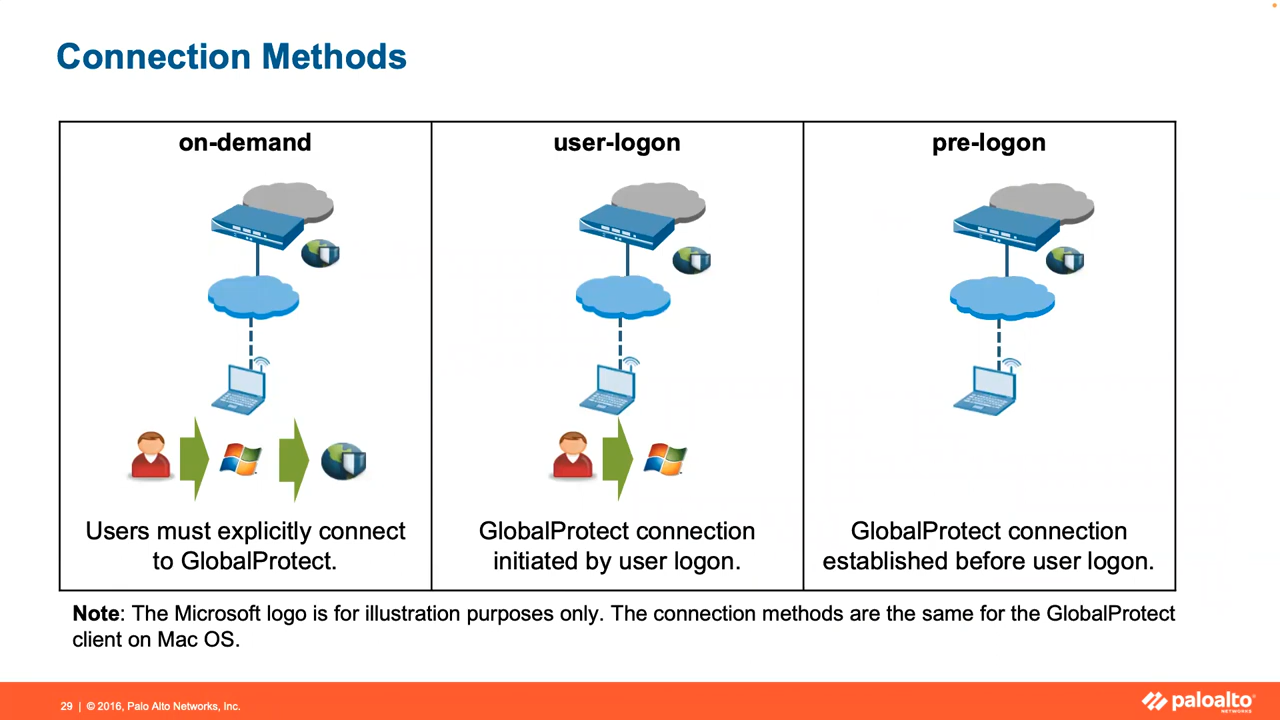 Connection Methods
on-demand
Users must explicitly connect
to GlobalProtect.
user-logon
GlobalProtect connection
initiated by user logon.
pre-logon
GlobalProtect connection
established before user logon.
Note: The Microsoft logo is for illustration purposes only. The connection methods are the same for the GlobalProtect
client on Mac OS.
29 | © 2016, Palo Alto Networks, Inc.
paloalto
NETWORKS